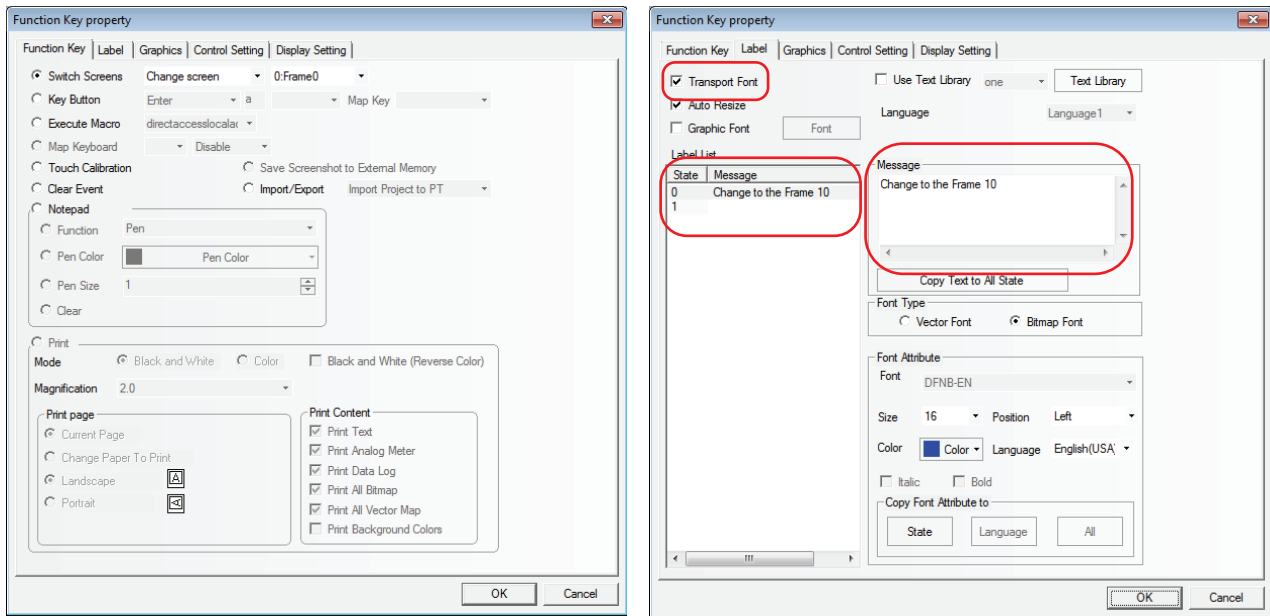 Function Key property
Function Key Label Graphics Control Setting Display Setting
Switch Screens Change screen 0:Frame0
Key Button Enter a Map Key
Execute Macro directaccesslocalac
Map Keyboard Disable
Touch Calibration Save Screenshot to External Memory
Clear Event Import/Export Import Project to PT
Notepad
Function Pen
Pen Color Pen Color
Pen Size 1
Clear
Print
Mode Black and White Color Black and White (Reverse Color)
Magnification 2.0
Print page
Current Page
Change Paper To Print
Landscape A
Portrait A
Print Content
Print Text
Print Analog Meter
Print Data Log
Print All Bitmap
Print All Vector Map
Print Background Colors
OK Cancel
Function Key property
Function Key Label Graphics Control Setting Display Setting
Transport Font Use Text Library one Text Library
Auto Resize Language Language1
Graphic Font Font
Label List
State Message
0 Change to the Frame 10
1
Message
Change to the Frame 10
Copy Text to All State
Font Type
Vector Font Bitmap Font
Font Attribute
Font DFNB-EN
Size 16 Position Left
Color Color Language English(USA)
Italic Bold
Copy Font Attribute to
State Language All
OK Cancel